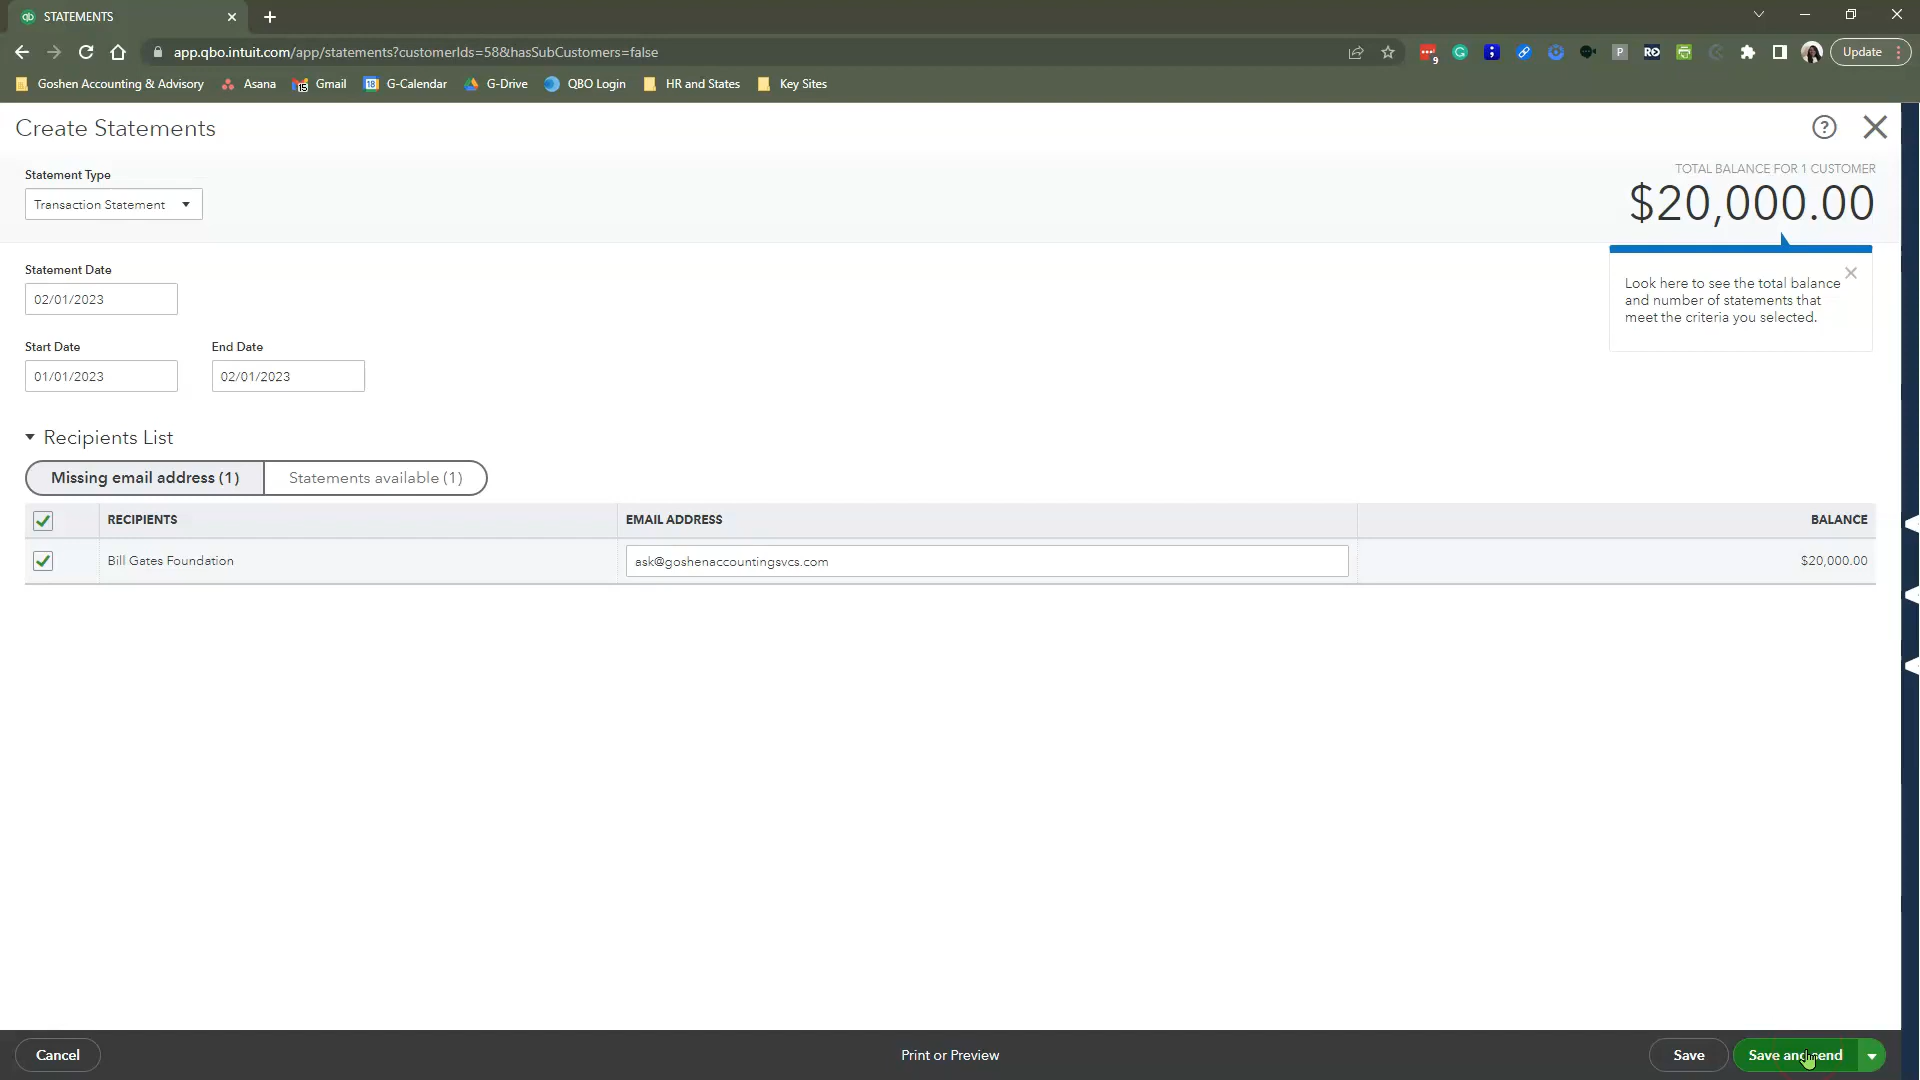 STATEMENTS
app.qbo.intuit.com/app/statements?customerIds=58&hasSubCustomers=false
9
P
Update
Goshen Accounting & Advisory
Asana
15
Gmail
18
G-Calendar
G-Drive
QBO Login
HR and States
Key Sites
Create Statements
?
Statement Type
TOTAL BALANCE FOR 1 CUSTOMER
Transaction Statement
$20,000.00
Statement Date
02/01/2023
Look here to see the total balance
and number of statements that
meet the criteria you selected.
Start Date
End Date
01/01/2023
02/01/2023
Recipients List
Missing email address (1)
Statements available (1)
RECIPIENTS
EMAIL ADDRESS
BALANCE
Bill Gates Foundation
ask@goshenaccountingsvcs.com
$20,000.00
Cancel
Print or Preview
Save
Save and send